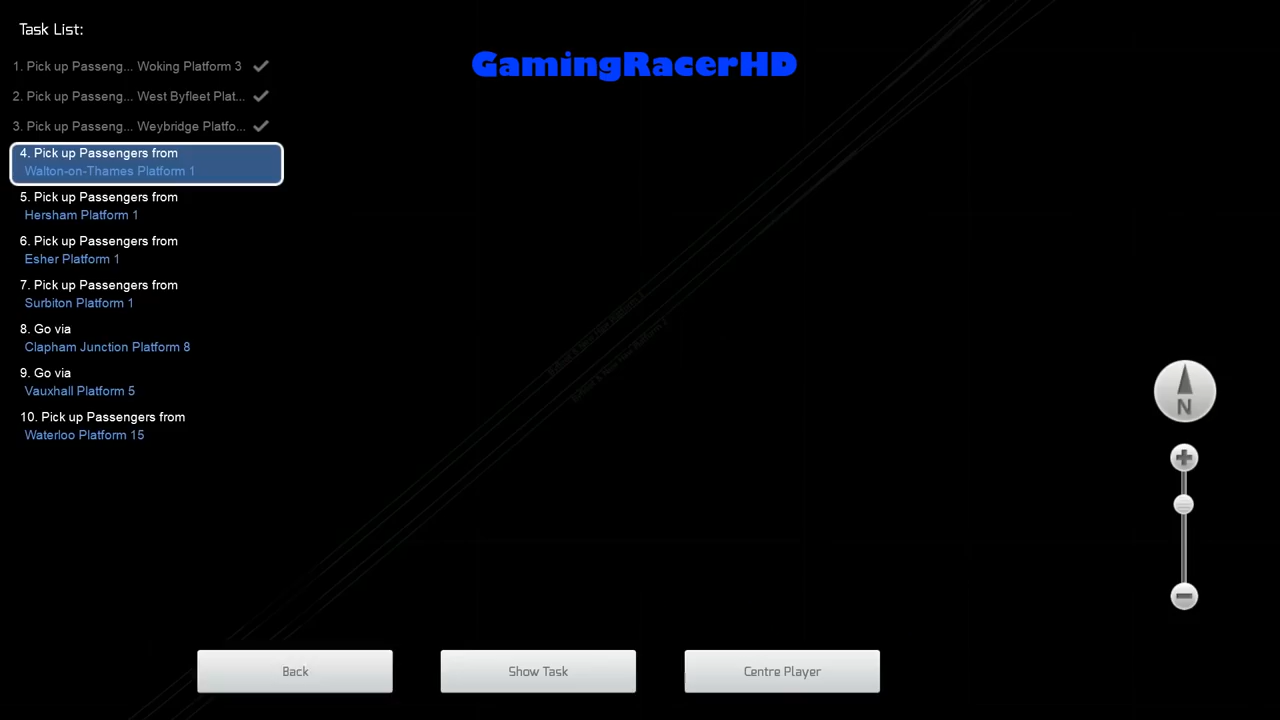 Task List:
GamingRacerHD
1. Pick up Passeng... Woking Platform 3
2. Pick up Passeng... West Byfleet Plat...
3. Pick up Passeng... Weybridge Platfo...
4. Pick up Passengers from
Walton-on-Thames Platform 1
5. Pick up Passengers from
Hersham Platform 1
6. Pick up Passengers from
Esher Platform 1
7. Pick up Passengers from
Surbiton Platform 1
8. Go via
Clapham Junction Platform 8
9. Go via
Vauxhall Platform 5
10. Pick up Passengers from
Waterloo Platform 15
N
Back
Show Task
Centre Player